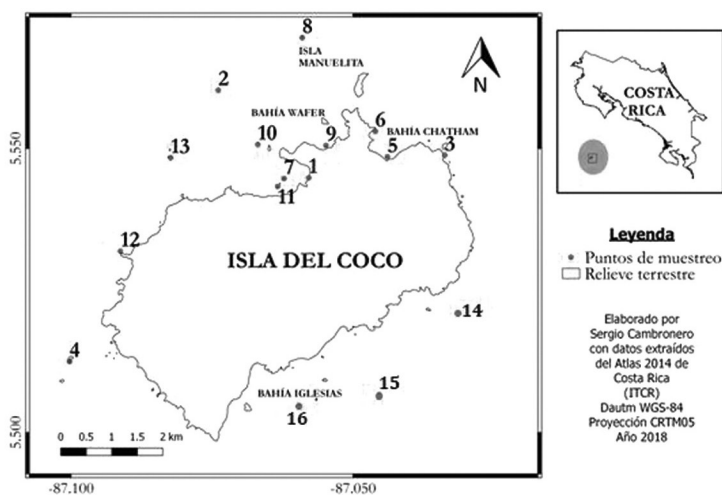 8
ISLA
MANUELITA
N
2
BAHÍA WAFER
6
BAHÍA CHATHAM
10
9
5
3
13
7
1
11
12
ISLA DEL COCO
14
4
15
BAHÍA IGLESIAS
16
0 0.5 1 1.5 2 km
5.550
5.500
-87.100
-87.050
COSTA
RICA
Leyenda
Puntos de muestreo
Relieve terrestre
Elaborado por
Sergio Cambronero
con datos extraídos
del Atlas 2014 de
Costa Rica
(ITCR)
Dautm WGS-84
Proyección CRTM05
Año 2018